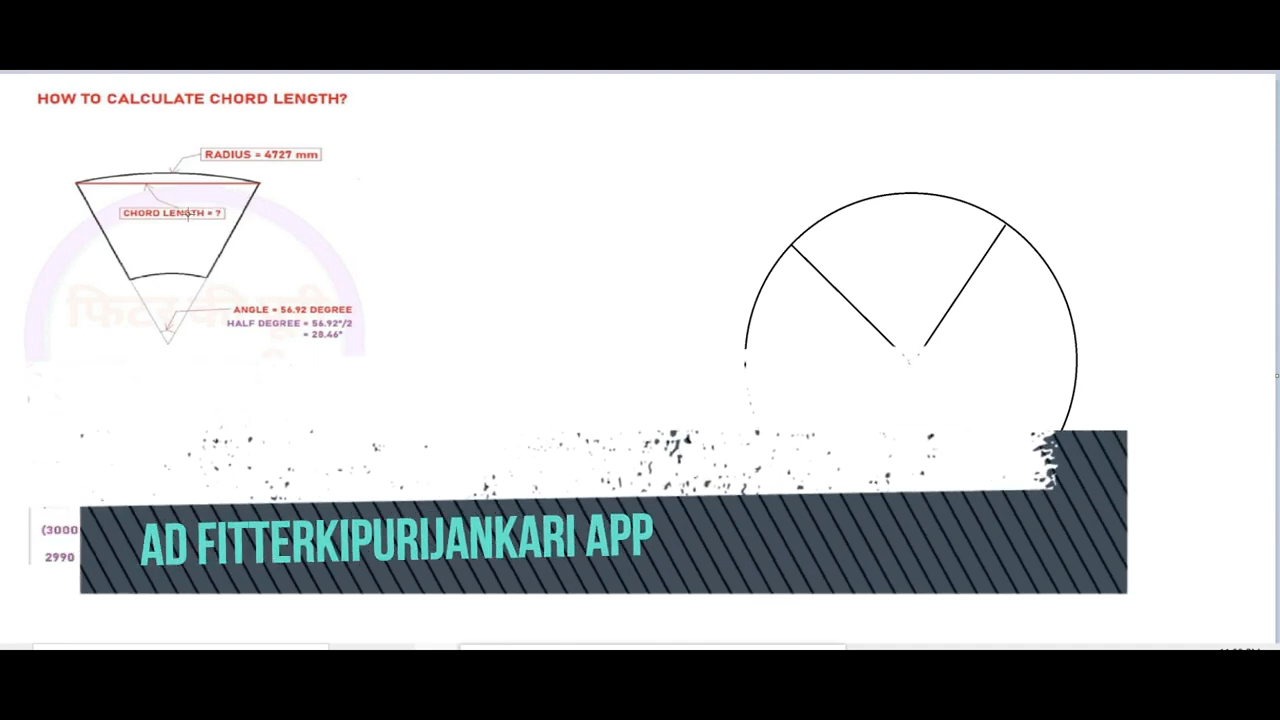 HOW TO CALCULATE CHORD LENGTH?
RADIUS = 4727 mm
CHORD LENGTH = ?
ANGLE = 56.92 DEGREE
HALF DEGREE = 56.92°/2
= 28.46°
(3000
2990
AD FITTERKIPURIJANKARI APP